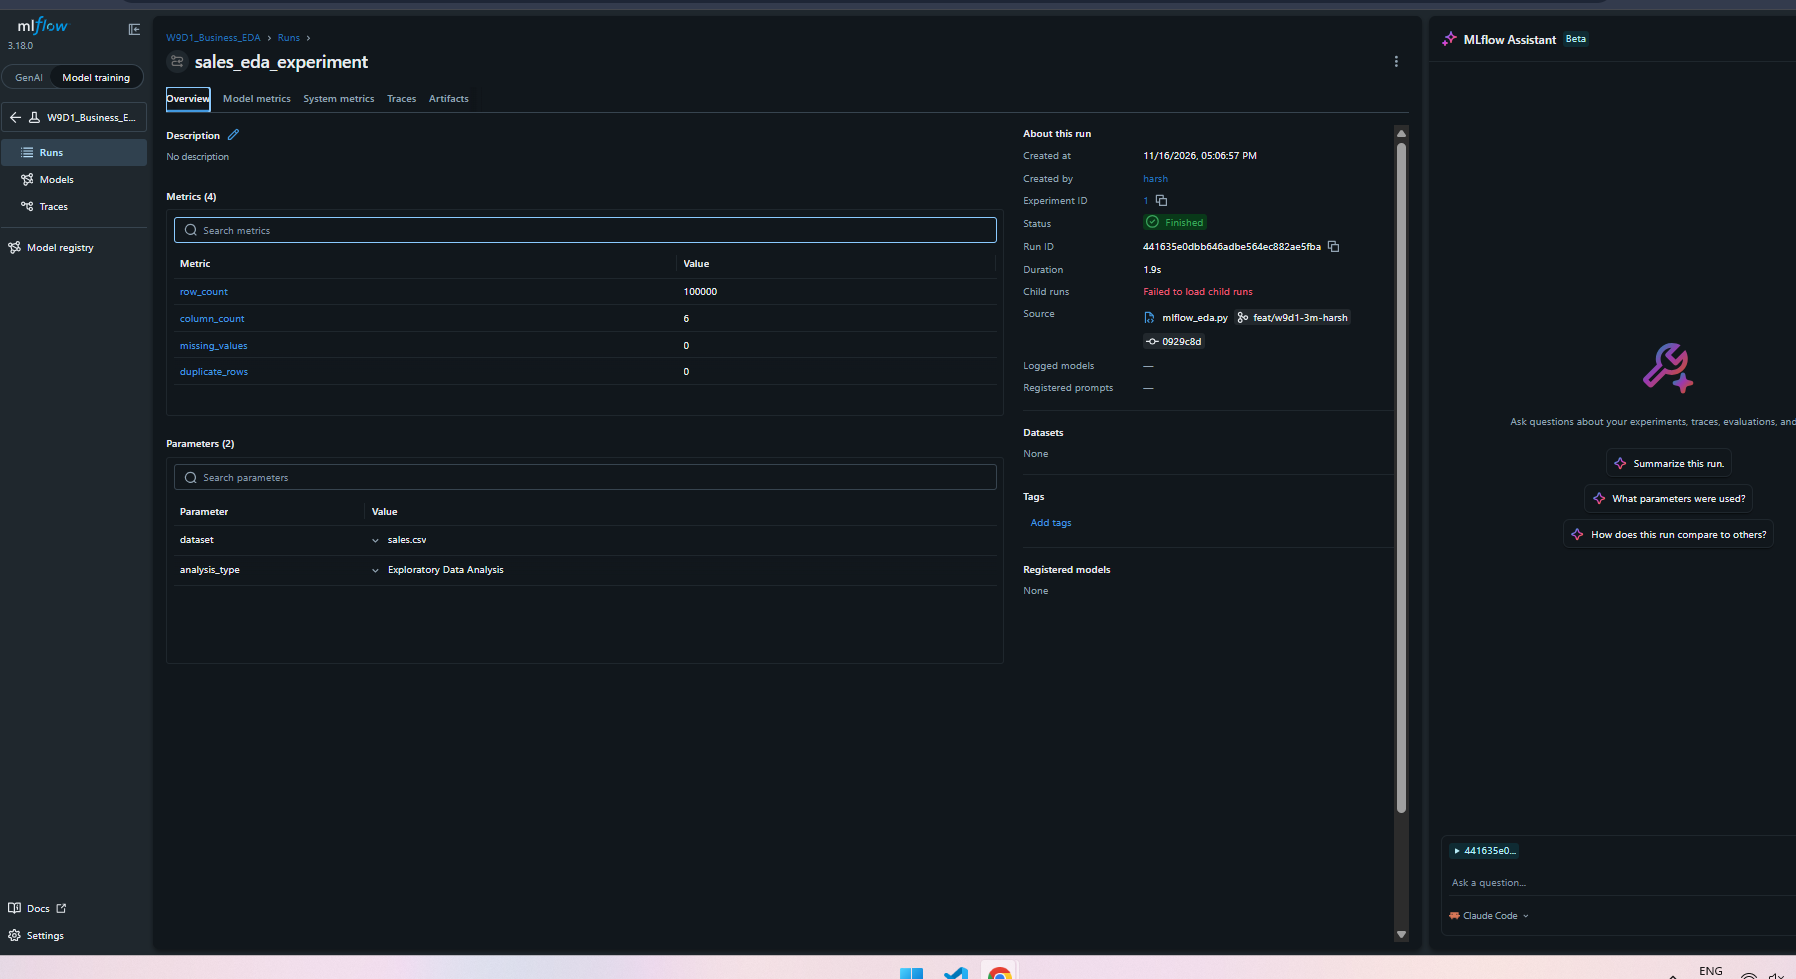 mlflow
3.18.0
GenAI
Model training
W9D1_Business_E...
Runs
Models
Traces
Model registry
Docs
Settings
W9D1_Business_EDA > Runs >
sales_eda_experiment
Overview Model metrics System metrics Traces Artifacts
Description
No description
Metrics (4)
Search metrics
Metric Value
row_count 100000
column_count 6
missing_values 0
duplicate_rows 0
Parameters (2)
Search parameters
Parameter Value
dataset sales.csv
analysis_type Exploratory Data Analysis
About this run
Created at 11/16/2026, 05:06:57 PM
Created by harsh
Experiment ID 1
Status Finished
Run ID 441635e0dbb646adbe564ec882ae5fba
Duration 1.9s
Child runs Failed to load child runs
Source mlflow_eda.py feat/w9d1-3m-harsh
0929c8d
Logged models —
Registered prompts —
Datasets
None
Tags
Add tags
Registered models
None
MLflow Assistant Beta
Ask questions about your experiments, traces, evaluations, and
Summarize this run.
What parameters were used?
How does this run compare to others?
441635e0...
Ask a question...
Claude Code
ENG